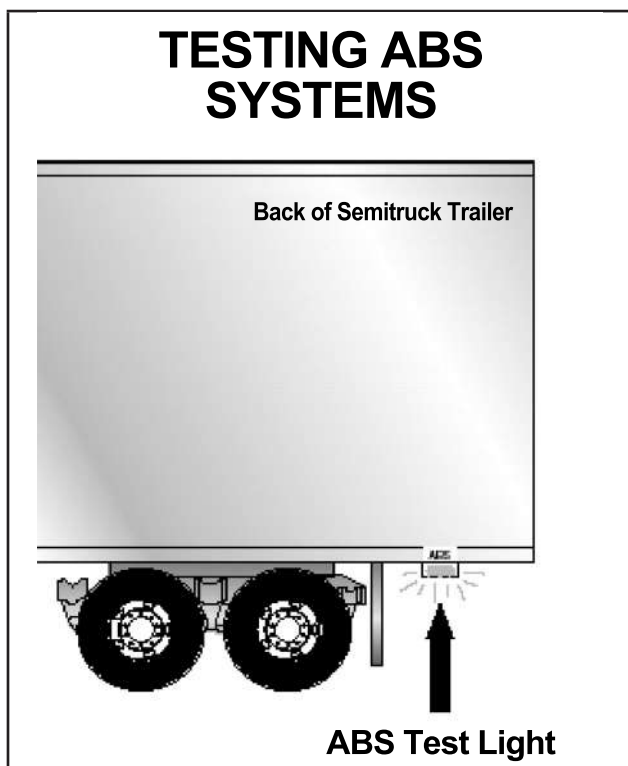 TESTING ABS
SYSTEMS
Back of Semitruck Trailer
ABS
ABS Test Light